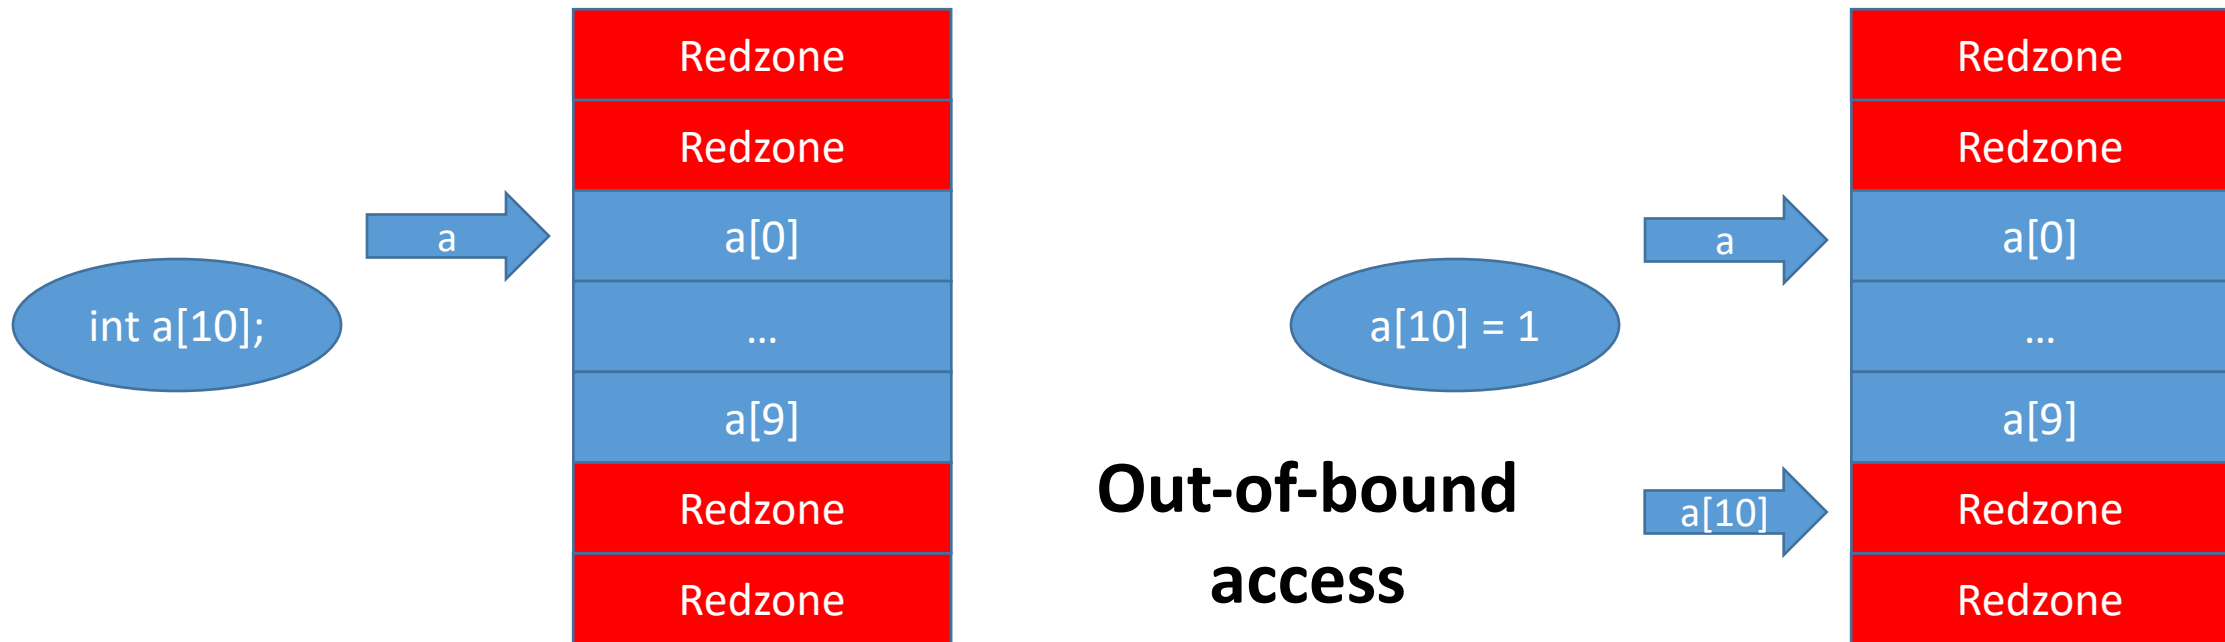 int a[10];
a
Redzone
Redzone
a[0]
...
a[9]
Redzone
Redzone
a[10] = 1
Out-of-bound
access
a
a[10]
Redzone
Redzone
a[0]
...
a[9]
Redzone
Redzone